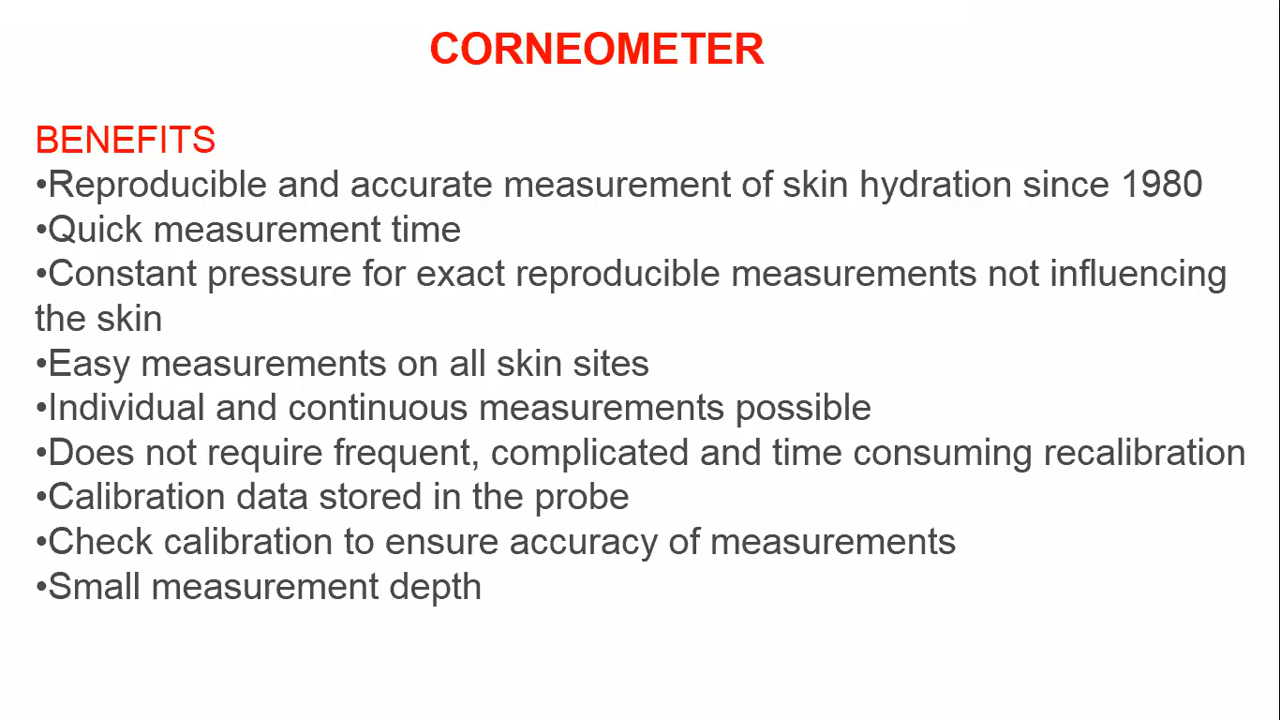 CORNEOMETER
BENEFITS
•Reproducible and accurate measurement of skin hydration since 1980
•Quick measurement time
•Constant pressure for exact reproducible measurements not influencing
the skin
•Easy measurements on all skin sites
•Individual and continuous measurements possible
•Does not require frequent, complicated and time consuming recalibration
•Calibration data stored in the probe
•Check calibration to ensure accuracy of measurements
•Small measurement depth